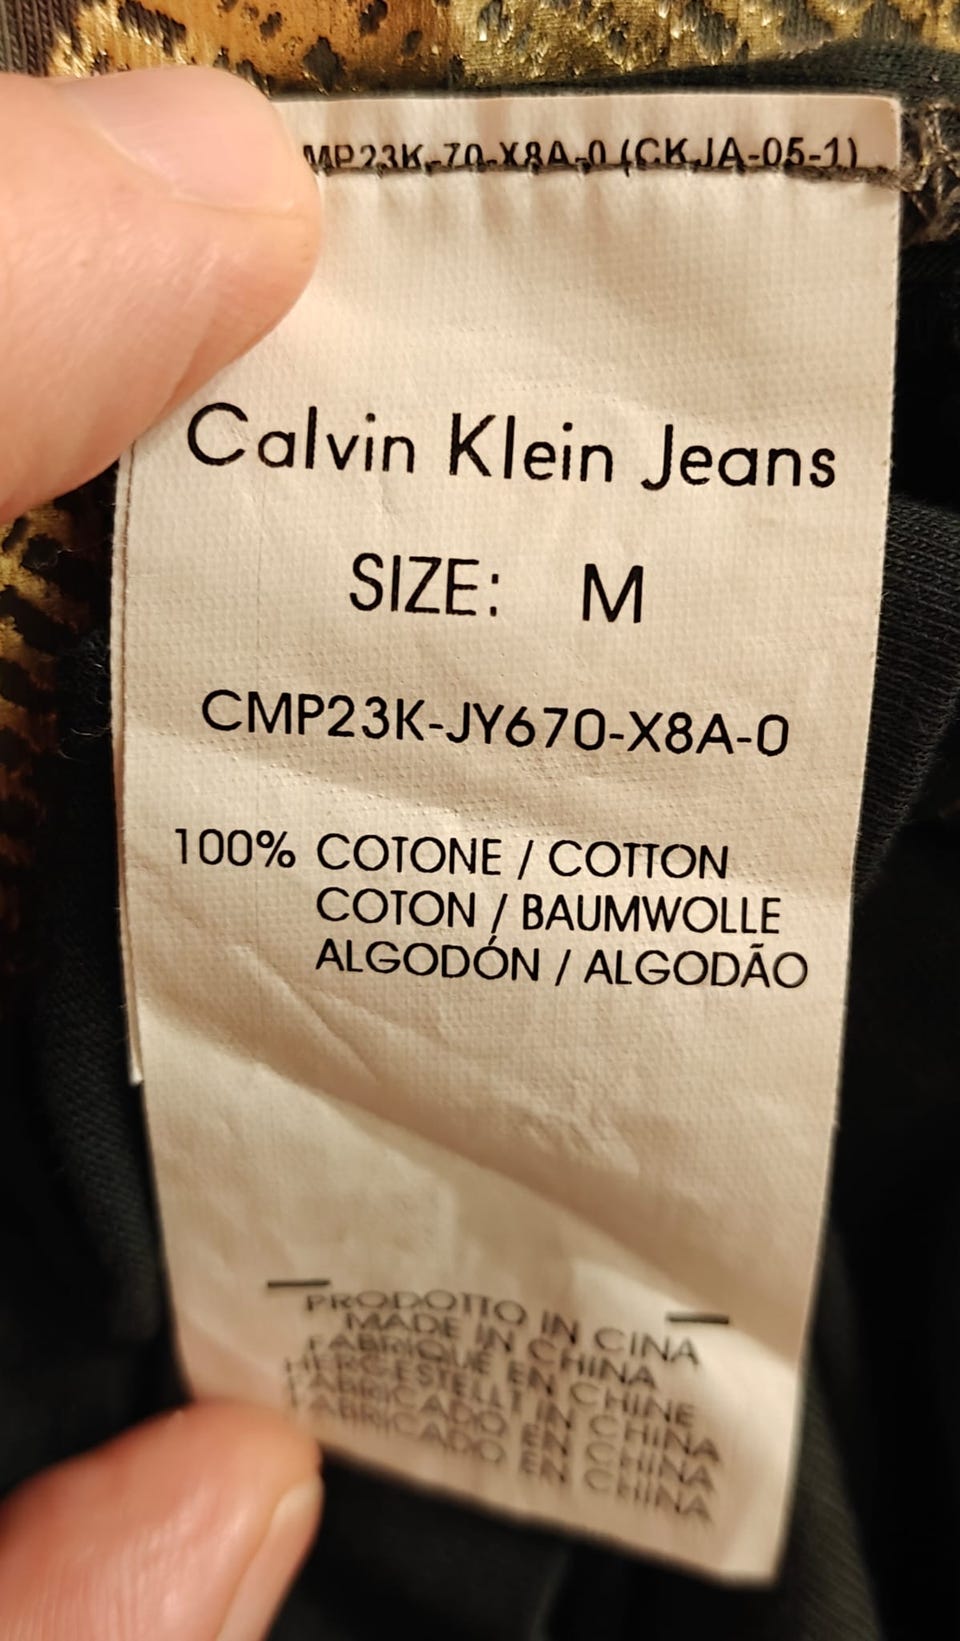 MP23K-70-X8A-0 (CKJA-05-1)
Calvin Klein Jeans
SIZE: M
CMP23K-JY670-X8A-0
100% COTONE / COTTON
COTON / BAUMWOLLE
ALGODÓN / ALGODÃO
PRODOTTO IN CINA
MADE IN CHINA
FABRIQUÉ EN CHINE
HERGESTELLT IN CHINA
FABRICADO EN CHINA
FABRICADO EN CHINA